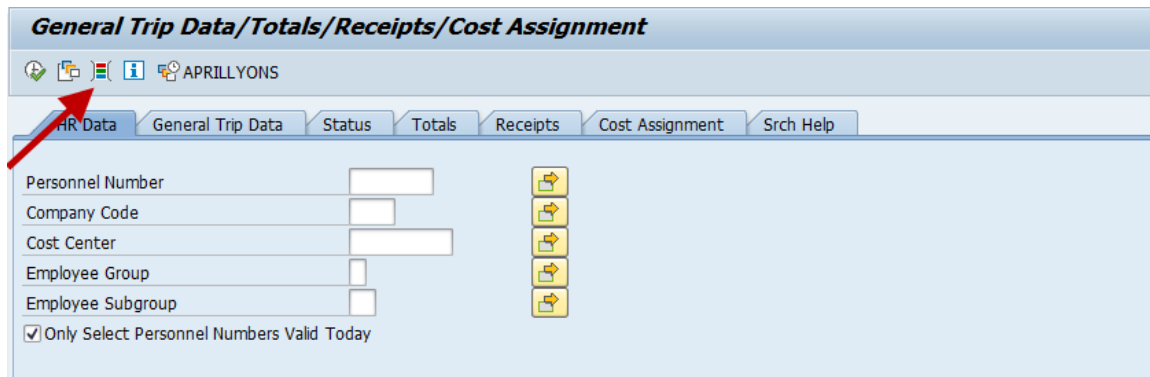 General Trip Data/Totals/Receipts/Cost Assignment
APRILLYONS
HR Data General Trip Data Status Totals Receipts Cost Assignment Srch Help
Personnel Number
Company Code
Cost Center
Employee Group
Employee Subgroup
Only Select Personnel Numbers Valid Today